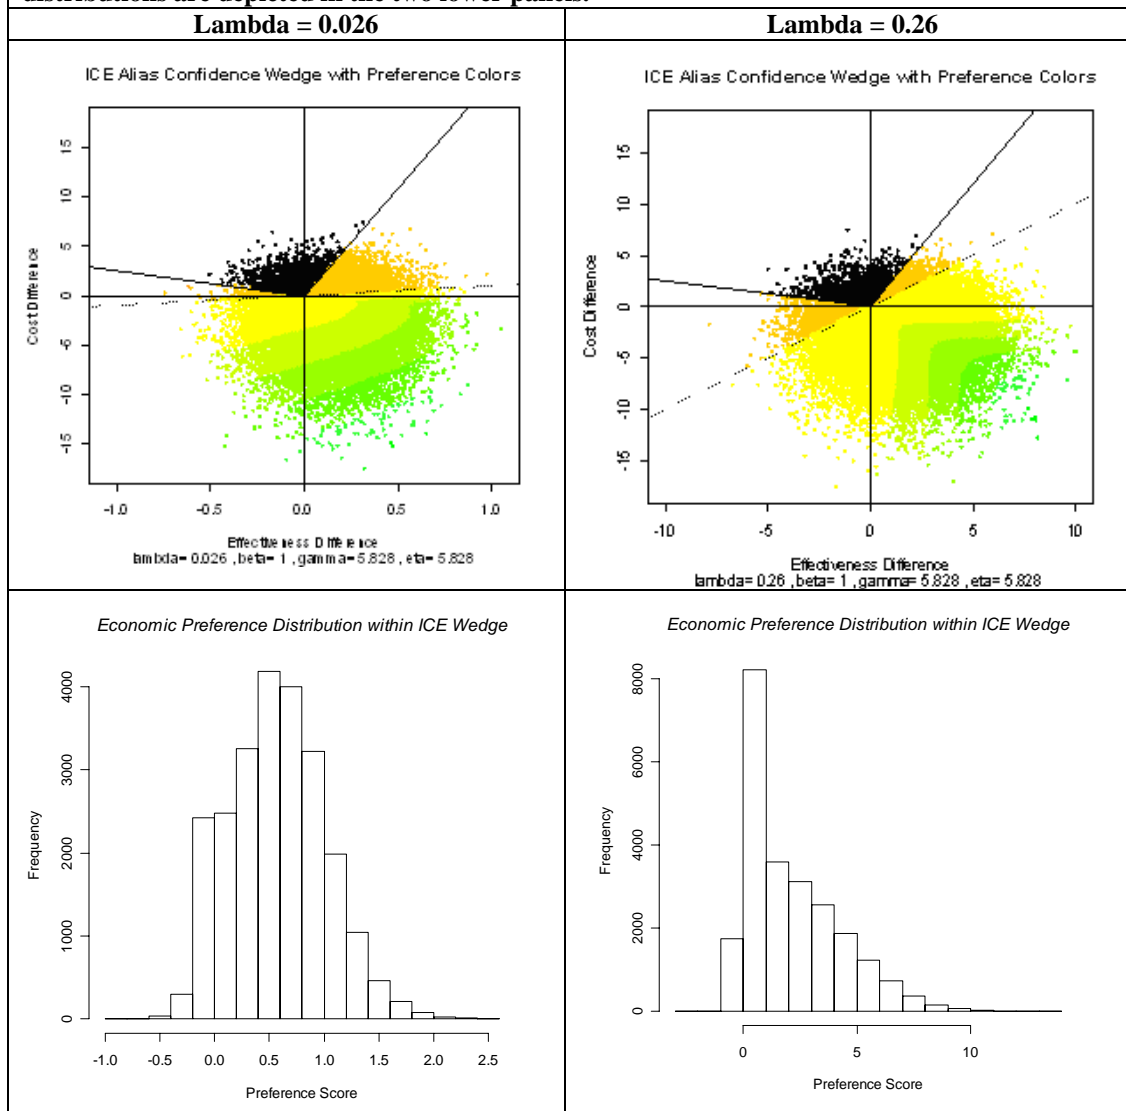 distributions are depicted in the two lower panels.
Lambda = 0.026
Lambda = 0.26
ICE Alias Confidence Wedge with Preference Colors
15
10
5
0
-5
-10
-15
Cost Difference
-1.0 -0.5 0.0 0.5 1.0
Effectiveness Difference
lambda= 0.026 , beta= 1 , gamma= 5.828 , eta= 5.828
ICE Alias Confidence Wedge with Preference Colors
15
10
5
0
-5
-10
-15
Cost Difference
-10 -5 0 5 10
Effectiveness Difference
lambda= 0.26 , beta= 1 , gamma= 5.828 , eta= 5.828
Economic Preference Distribution within ICE Wedge
4000
3000
2000
1000
0
Frequency
-1.0 -0.5 0.0 0.5 1.0 1.5 2.0 2.5
Preference Score
Economic Preference Distribution within ICE Wedge
8000
6000
4000
2000
0
Frequency
0 5 10
Preference Score